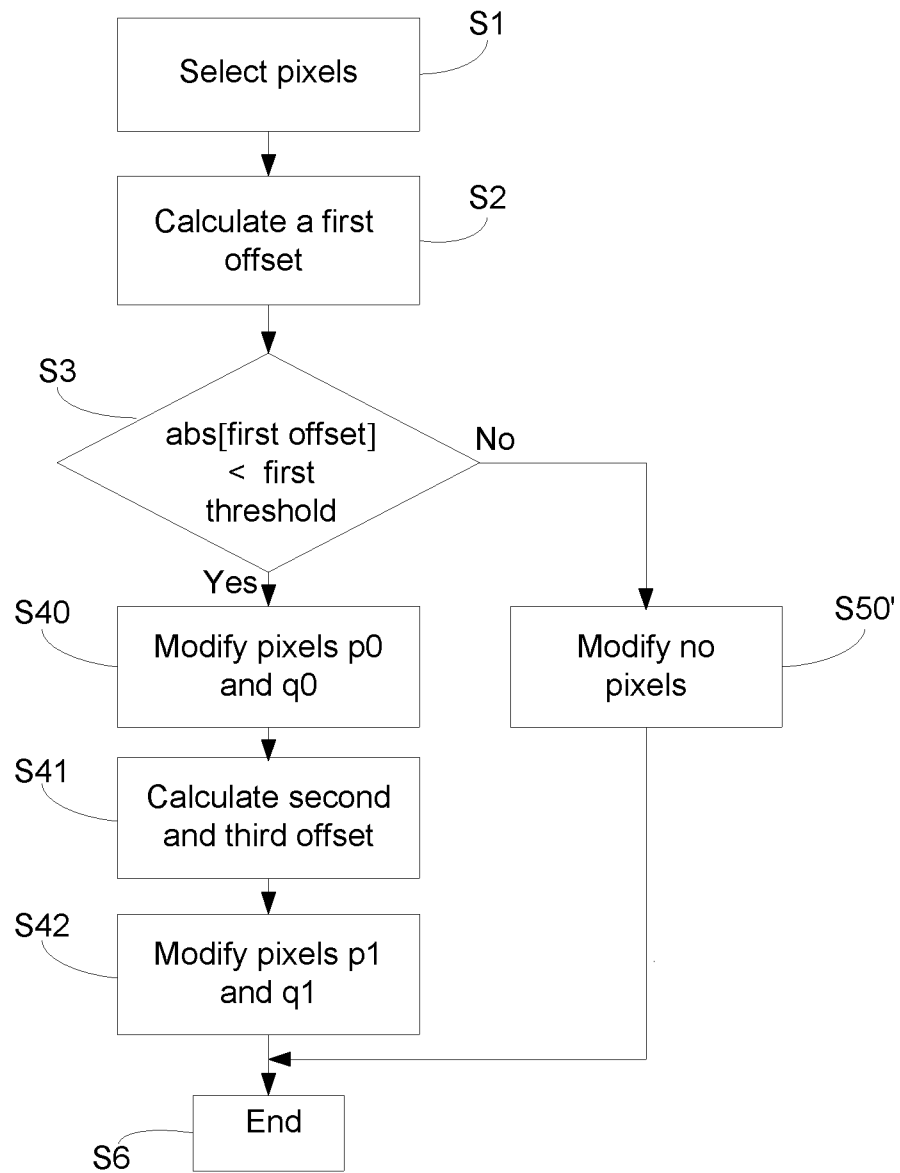 S1
Select pixels
S2
Calculate a first
offset
S3
abs[first offset]
< first
threshold
No
Yes
S40
Modify pixels p0
and q0
S50'
Modify no
pixels
S41
Calculate second
and third offset
S42
Modify pixels p1
and q1
End
S6